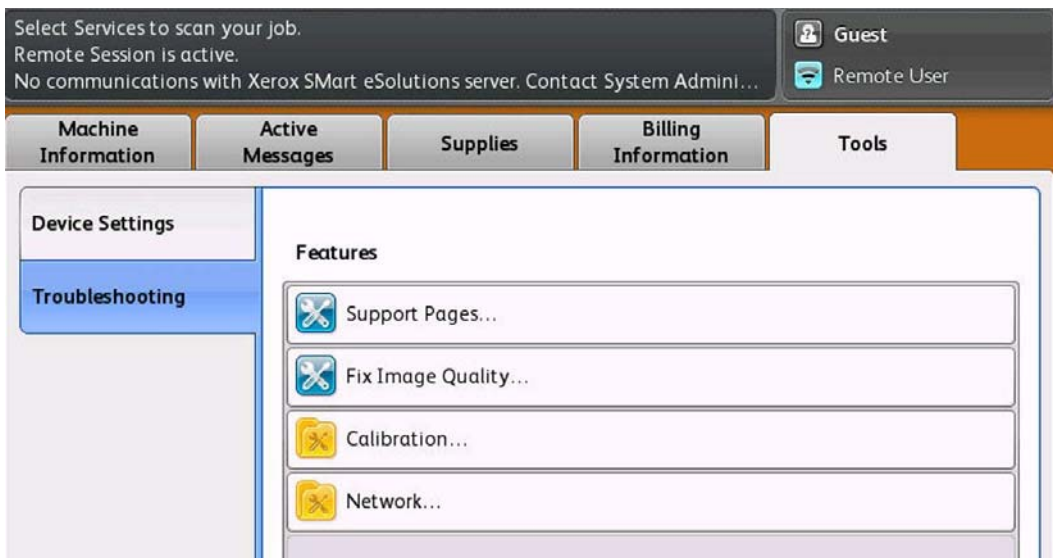 Select Services to scan your job.
Remote Session is active.
No communications with Xerox SMart eSolutions server. Contact System Admini...
Guest
Remote User
Machine
Information
Active
Messages
Supplies
Billing
Information
Tools
Device Settings
Troubleshooting
Features
Support Pages...
Fix Image Quality...
Calibration...
Network...